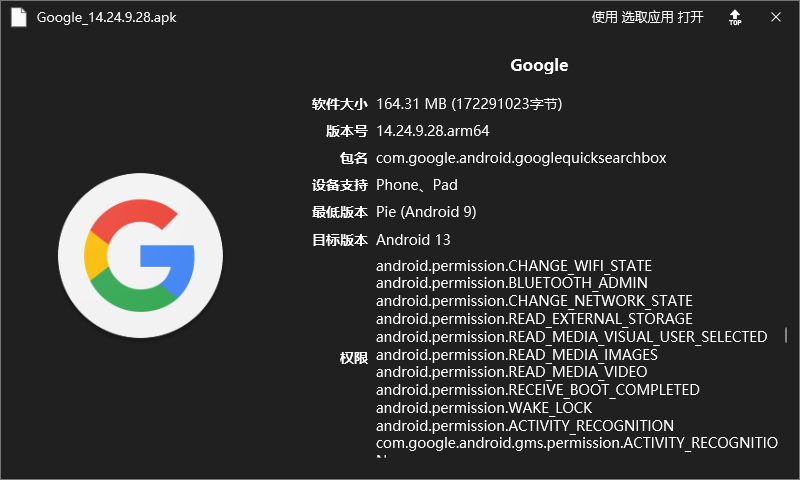 Google_14.24.9.28.apk
使用 选取应用 打开
TOP
Google
软件大小 164.31 MB (172291023字节)
版本号 14.24.9.28.arm64
包名 com.google.android.googlequicksearchbox
设备支持 Phone、Pad
最低版本 Pie (Android 9)
目标版本 Android 13
权限
android.permission.CHANGE_WIFI_STATE
android.permission.BLUETOOTH_ADMIN
android.permission.CHANGE_NETWORK_STATE
android.permission.READ_EXTERNAL_STORAGE
android.permission.READ_MEDIA_VISUAL_USER_SELECTED
android.permission.READ_MEDIA_IMAGES
android.permission.READ_MEDIA_VIDEO
android.permission.RECEIVE_BOOT_COMPLETED
android.permission.WAKE_LOCK
android.permission.ACTIVITY_RECOGNITION
com.google.android.gms.permission.ACTIVITY_RECOGNITIO